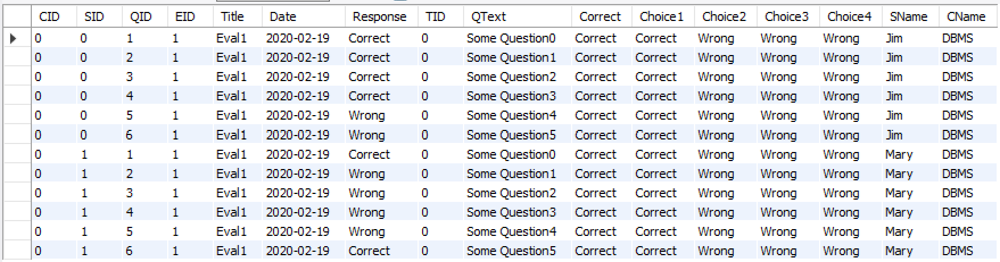 CID SID QID EID Title Date Response TID QText Correct Choice1 Choice2 Choice3 Choice4 SName CName
0 0 1 1 Eval1 2020-02-19 Correct 0 Some Question0 Correct Correct Wrong Wrong Wrong Jim DBMS
0 0 2 1 Eval1 2020-02-19 Correct 0 Some Question1 Correct Correct Wrong Wrong Wrong Jim DBMS
0 0 3 1 Eval1 2020-02-19 Correct 0 Some Question2 Correct Correct Wrong Wrong Wrong Jim DBMS
0 0 4 1 Eval1 2020-02-19 Correct 0 Some Question3 Correct Correct Wrong Wrong Wrong Jim DBMS
0 0 5 1 Eval1 2020-02-19 Wrong 0 Some Question4 Correct Correct Wrong Wrong Wrong Jim DBMS
0 0 6 1 Eval1 2020-02-19 Wrong 0 Some Question5 Correct Correct Wrong Wrong Wrong Jim DBMS
0 1 1 1 Eval1 2020-02-19 Correct 0 Some Question0 Correct Correct Wrong Wrong Wrong Mary DBMS
0 1 2 1 Eval1 2020-02-19 Wrong 0 Some Question1 Correct Correct Wrong Wrong Wrong Mary DBMS
0 1 3 1 Eval1 2020-02-19 Wrong 0 Some Question2 Correct Correct Wrong Wrong Wrong Mary DBMS
0 1 4 1 Eval1 2020-02-19 Wrong 0 Some Question3 Correct Correct Wrong Wrong Wrong Mary DBMS
0 1 5 1 Eval1 2020-02-19 Wrong 0 Some Question4 Correct Correct Wrong Wrong Wrong Mary DBMS
0 1 6 1 Eval1 2020-02-19 Correct 0 Some Question5 Correct Correct Wrong Wrong Wrong Mary DBMS